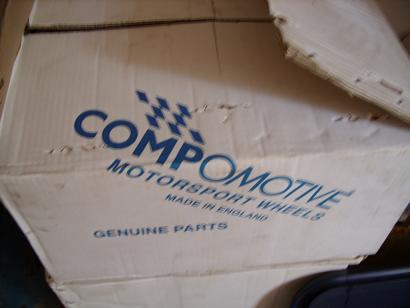 COMPOMOTIVE
MOTORSPORT WHEELS
MADE IN ENGLAND
GENUINE PARTS